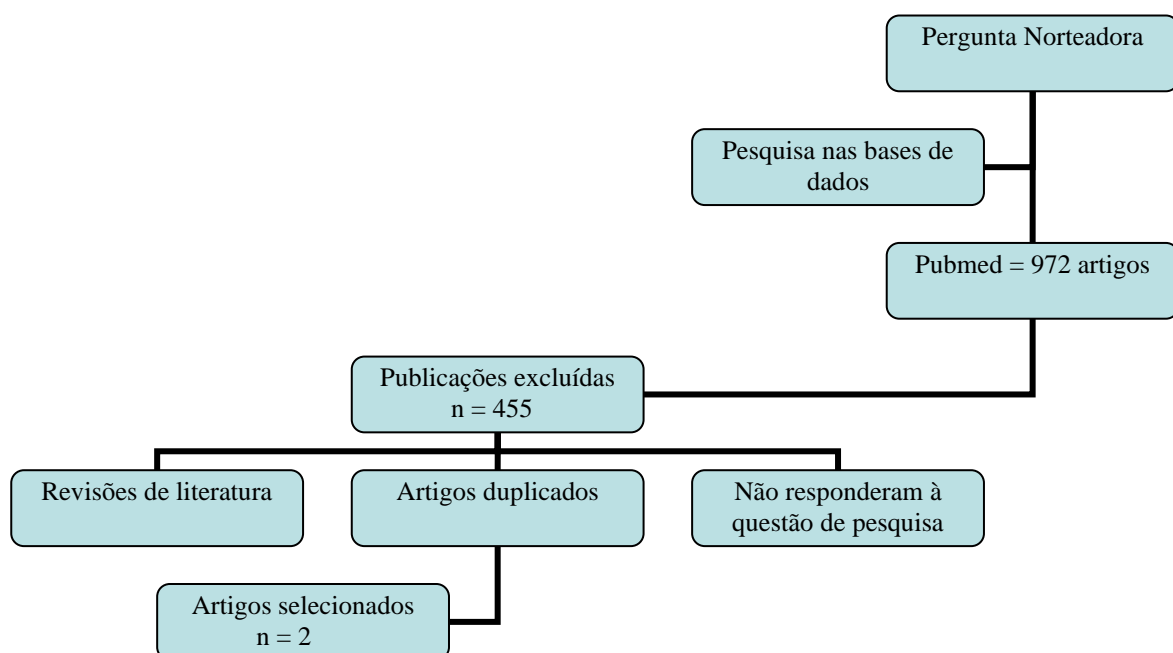 Pergunta Norteadora
Pesquisa nas bases de
dados
Pubmed = 972 artigos
Publicações excluídas
n = 455
Revisões de literatura
Artigos duplicados
Não responderam à
questão de pesquisa
Artigos selecionados
n = 2